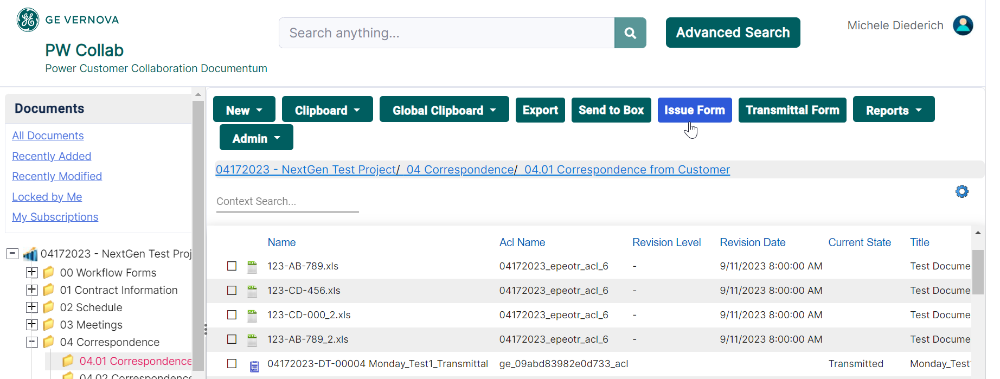 GE VERNOVA
PW Collab
Power Customer Collaboration Documentum
Search anything...
Advanced Search
Michele Diederich
Documents
All Documents
Recently Added
Recently Modified
Locked by Me
My Subscriptions
04172023 - NextGen Test Proj
00 Workflow Forms
01 Contract Information
02 Schedule
03 Meetings
04 Correspondence
04.01 Correspondence
04.02 Correspondence
New
Clipboard
Global Clipboard
Export
Send to Box
Issue Form
Transmittal Form
Reports
Admin
04172023 - NextGen Test Project/ 04 Correspondence/ 04.01 Correspondence from Customer
Context Search...
Name Acl Name Revision Level Revision Date Current State Title
123-AB-789.xls 04172023_epeotr_acl_6 - 9/11/2023 8:00:00 AM Test Docume
123-CD-456.xls 04172023_epeotr_acl_6 - 9/11/2023 8:00:00 AM Test Docume
123-CD-000_2.xls 04172023_epeotr_acl_6 - 9/11/2023 8:00:00 AM Test Docume
123-AB-789_2.xls 04172023_epeotr_acl_6 - 9/11/2023 8:00:00 AM Test Docume
04172023-DT-00004 Monday_Test1_Transmittal ge_09abd83982e0d733_acl Transmitted Monday_Test1